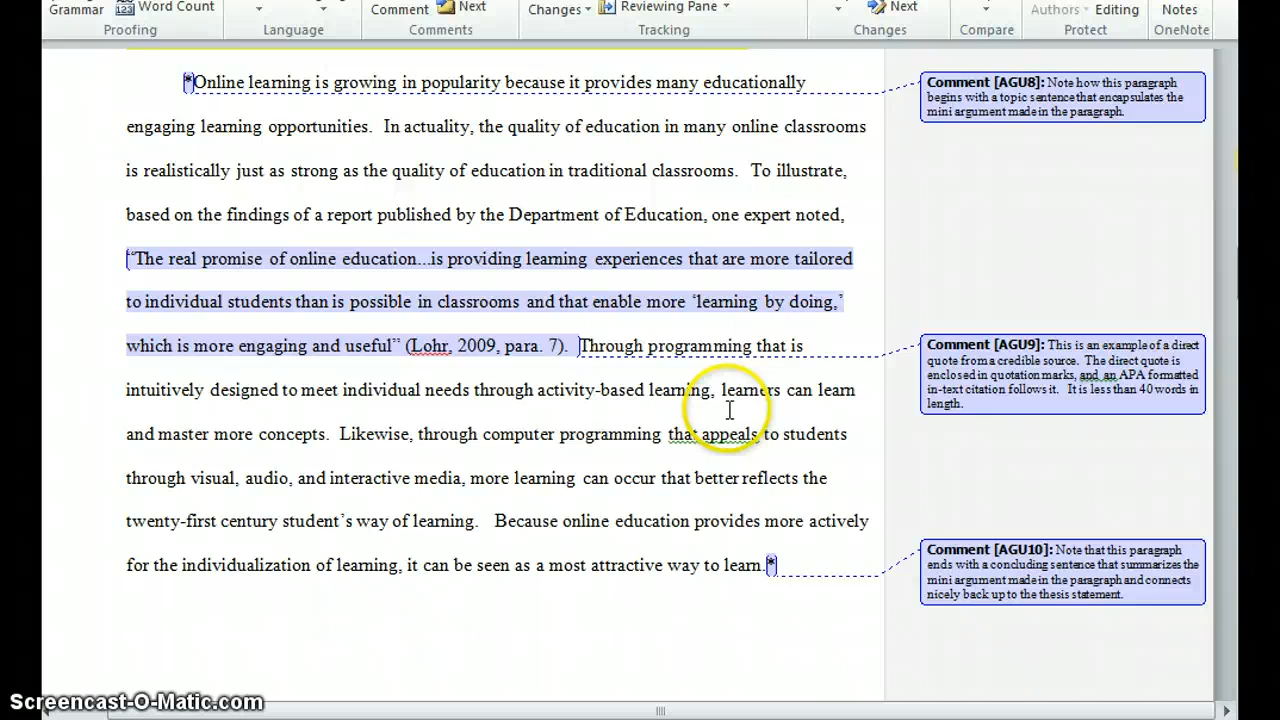 Grammar
Word Count
Comment
Next
Changes
Reviewing Pane
Next
Authors
Editing
Notes
Proofing
Language
Comments
Tracking
Changes
Compare
Protect
OneNote
*Online learning is growing in popularity because it provides many educationally
engaging learning opportunities. In actuality, the quality of education in many online classrooms
is realistically just as strong as the quality of education in traditional classrooms. To illustrate,
based on the findings of a report published by the Department of Education, one expert noted,
“The real promise of online education...is providing learning experiences that are more tailored
to individual students than is possible in classrooms and that enable more ‘learning by doing,’
which is more engaging and useful” (Lohr, 2009, para. 7). Through programming that is
intuitively designed to meet individual needs through activity-based learning, learners can learn
and master more concepts. Likewise, through computer programming that appeals to students
through visual, audio, and interactive media, more learning can occur that better reflects the
twenty-first century student’s way of learning. Because online education provides more actively
for the individualization of learning, it can be seen as a most attractive way to learn.*
Comment [AGU8]: Note how this paragraph
begins with a topic sentence that encapsulates the
mini argument made in the paragraph.
Comment [AGU9]: This is an example of a direct
quote from a credible source. The direct quote is
enclosed in quotation marks, and an APA formatted
in-text citation follows it. It is less than 40 words in
length.
Comment [AGU10]: Note that this paragraph
ends with a concluding sentence that summarizes the
mini argument made in the paragraph and connects
nicely back up to the thesis statement.
Screencast-O-Matic.com